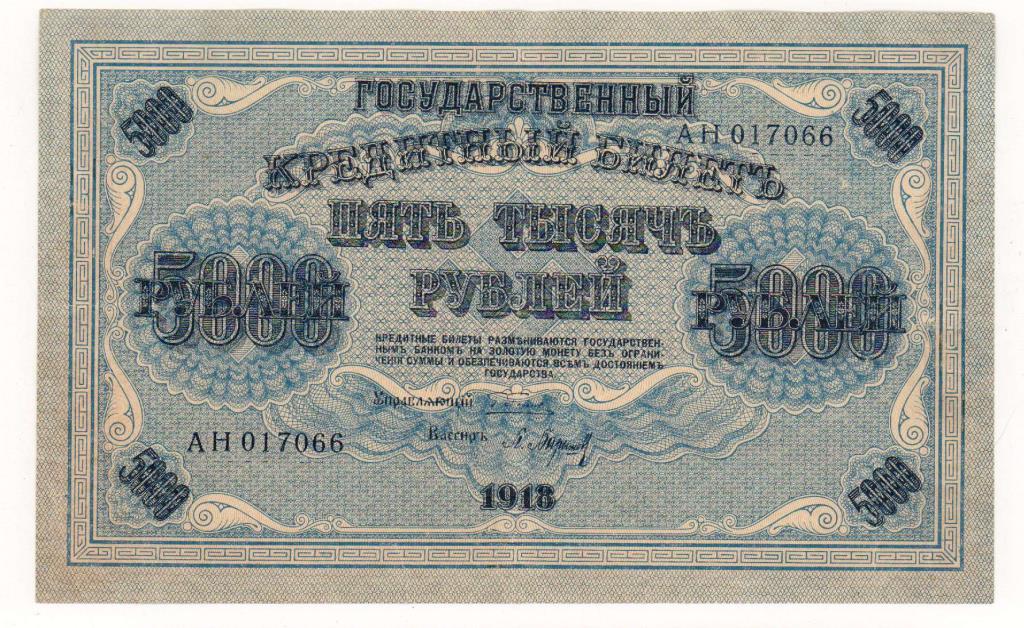 5000
ГОСУДАРСТВЕННЫЙ
5000
АН 017066
КРЕДИТНЫЙ БИЛЕТЪ
ПЯТЬ ТЫСЯЧЪ
РУБЛЕЙ
5000
РУБЛЕЙ
5000
РУБЛЕЙ
КРЕДИТНЫЕ БИЛЕТЫ РАЗМѢНИВАЮТСЯ ГОСУДАРСТВЕН-
НЫМЪ БАНКОМЪ НА ЗОЛОТУЮ МОНЕТУ БЕЗЪ ОГРАНИ-
ЧЕНІЯ СУММЫ И ОБЕЗПЕЧИВАЮТСЯ ВСѢМЪ ДОСТОЯНІЕМЪ
ГОСУДАРСТВА.
Управляющій
АН 017066
Кассиръ
5000
1918
5000